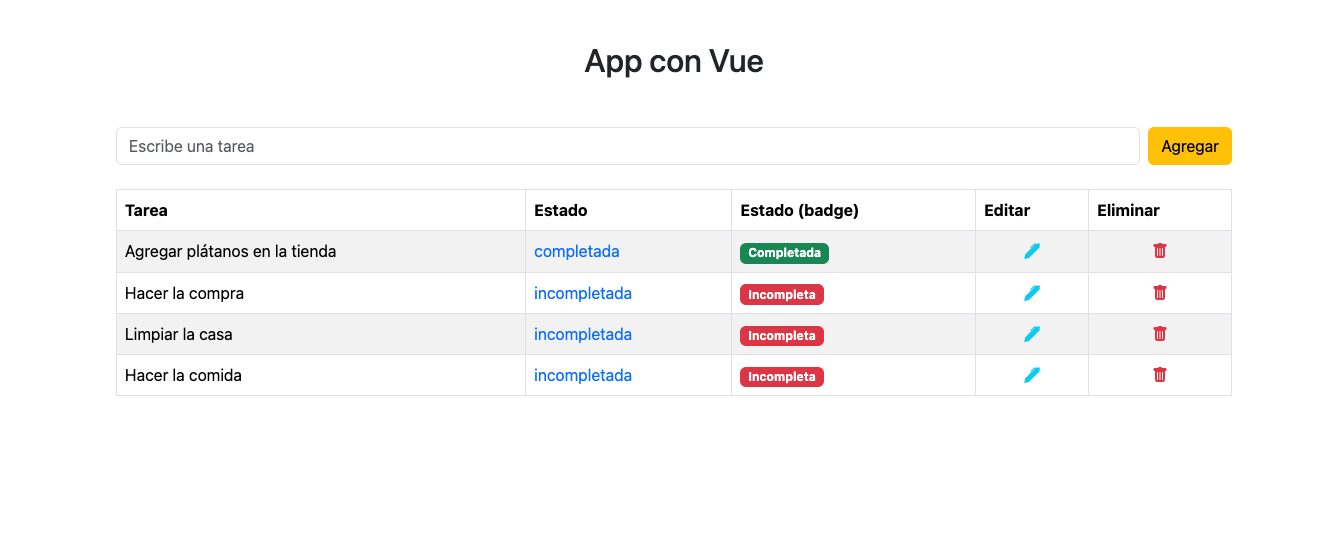 App con Vue
Escribe una tarea Agregar
Tarea Estado Estado (badge) Editar Eliminar
Agregar plátanos en la tienda completada Completada
Hacer la compra incompletada Incompleta
Limpiar la casa incompletada Incompleta
Hacer la comida incompletada Incompleta